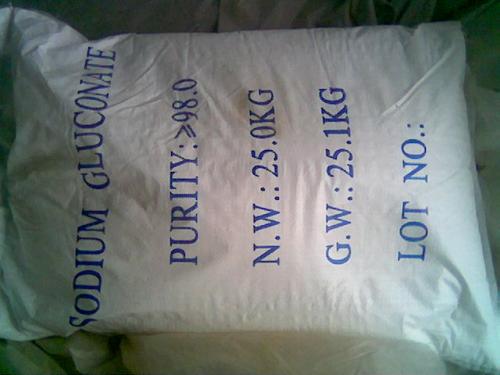 SODIUM GLUCONATE
PURITY:≥98.0
N.W.:25.0KG
G.W.:25.1KG
LOT NO.: